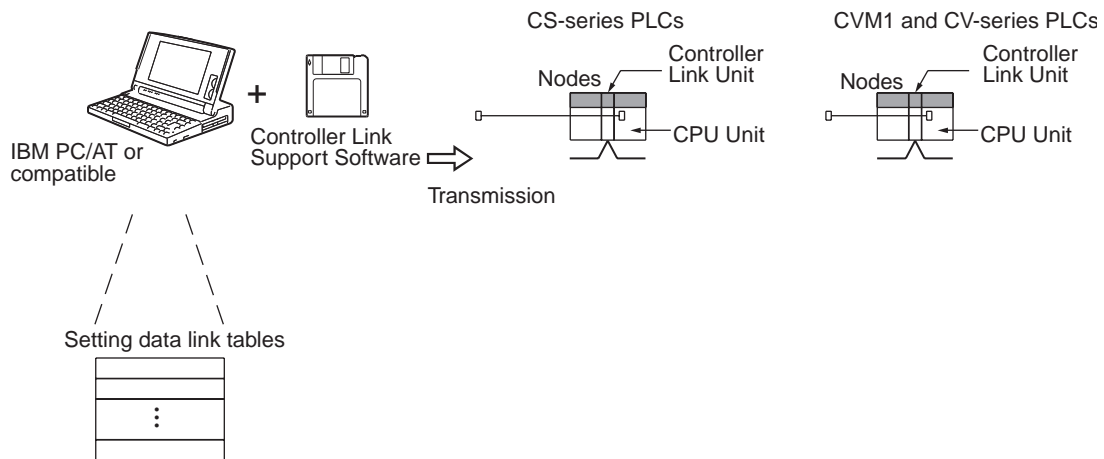 CS-series PLCs
CVM1 and CV-series PLCs
Controller
Link Unit
Nodes
CPU Unit
Controller
Link Unit
Nodes
CPU Unit
+
IBM PC/AT or
compatible
Controller Link
Support Software
Transmission
Setting data link tables